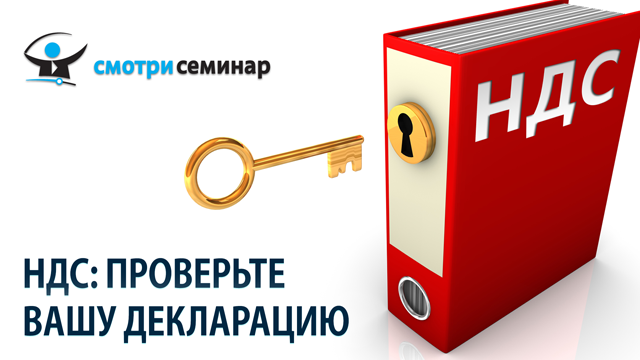 смотрисеминар
НДС
НДС: ПРОВЕРЬТЕ
ВАШУ ДЕКЛАРАЦИЮ